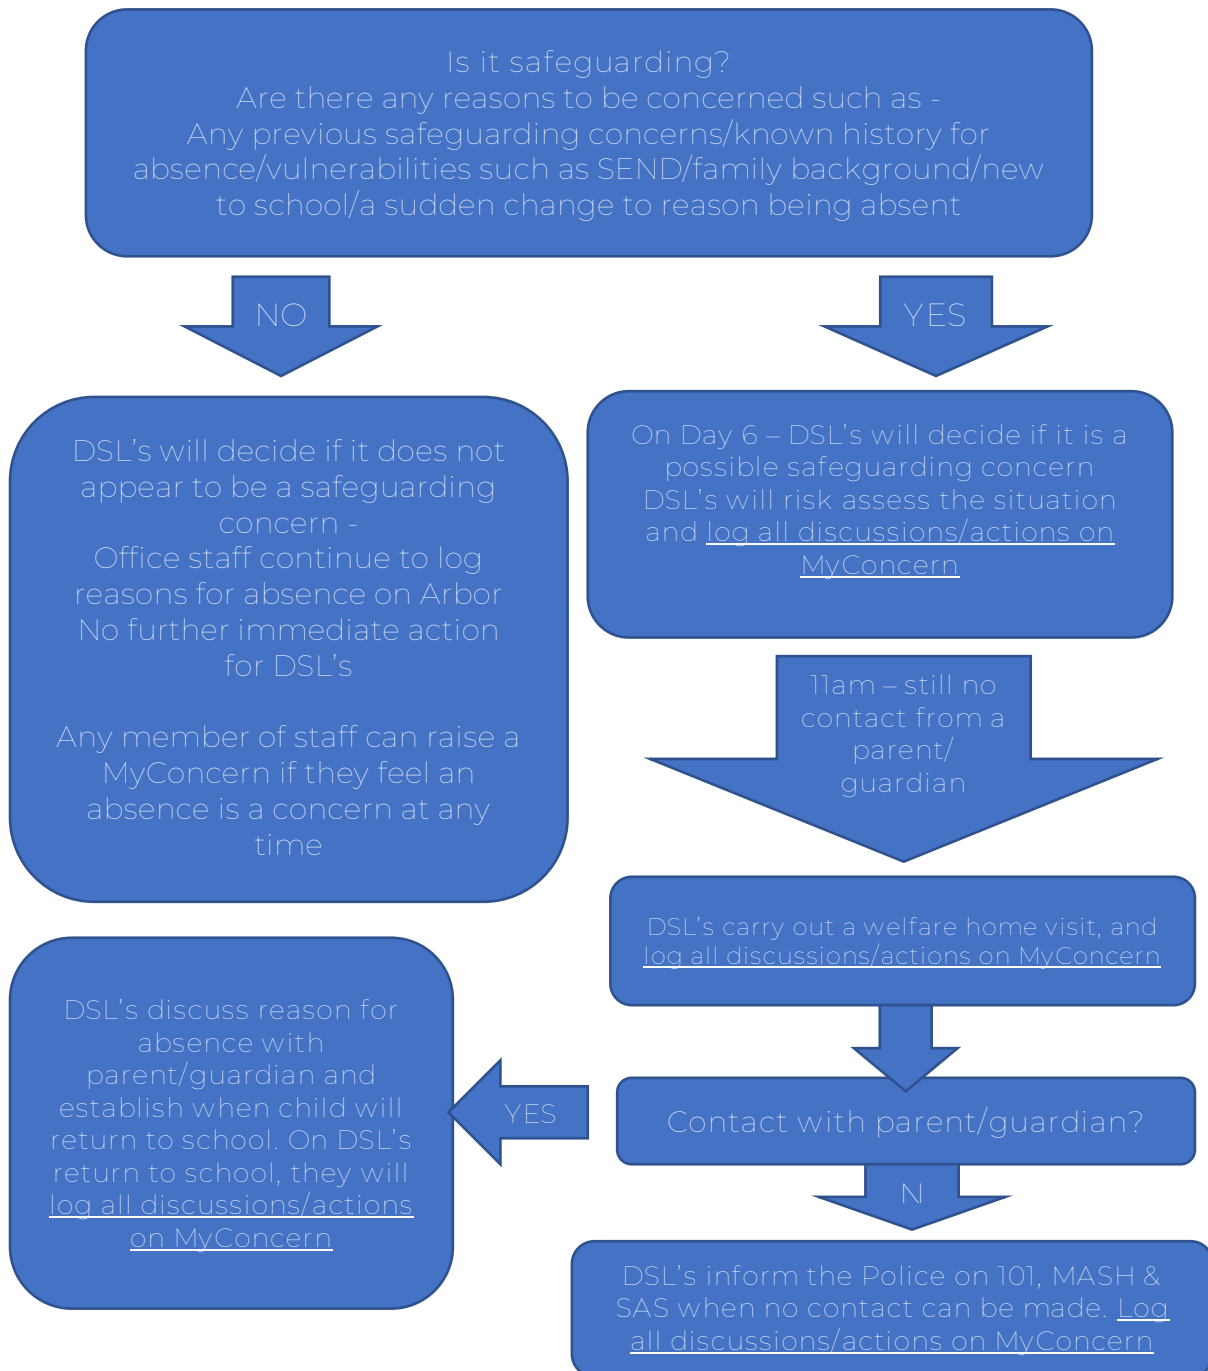 Is it safeguarding?
Are there any reasons to be concerned such as -
Any previous safeguarding concerns/known history for
absence/vulnerabilities such as SEND/family background/new
to school/a sudden change to reason being absent
NO
YES
DSL's will decide if it does not
appear to be a safeguarding
concern -
Office staff continue to log
reasons for absence on Arbor
No further immediate action
for DSL's
Any member of staff can raise a
MyConcern if they feel an
absence is a concern at any
time
On Day 6 – DSL's will decide if it is a
possible safeguarding concern
DSL's will risk assess the situation
and log all discussions/actions on
MyConcern
11am – still no
contact from a
parent/
guardian
DSL's carry out a welfare home visit, and
log all discussions/actions on MyConcern
Contact with parent/guardian?
YES
DSL's discuss reason for
absence with
parent/guardian and
establish when child will
return to school. On DSL's
return to school, they will
log all discussions/actions
on MyConcern
N
DSL's inform the Police on 101, MASH &
SAS when no contact can be made. Log
all discussions/actions on MyConcern